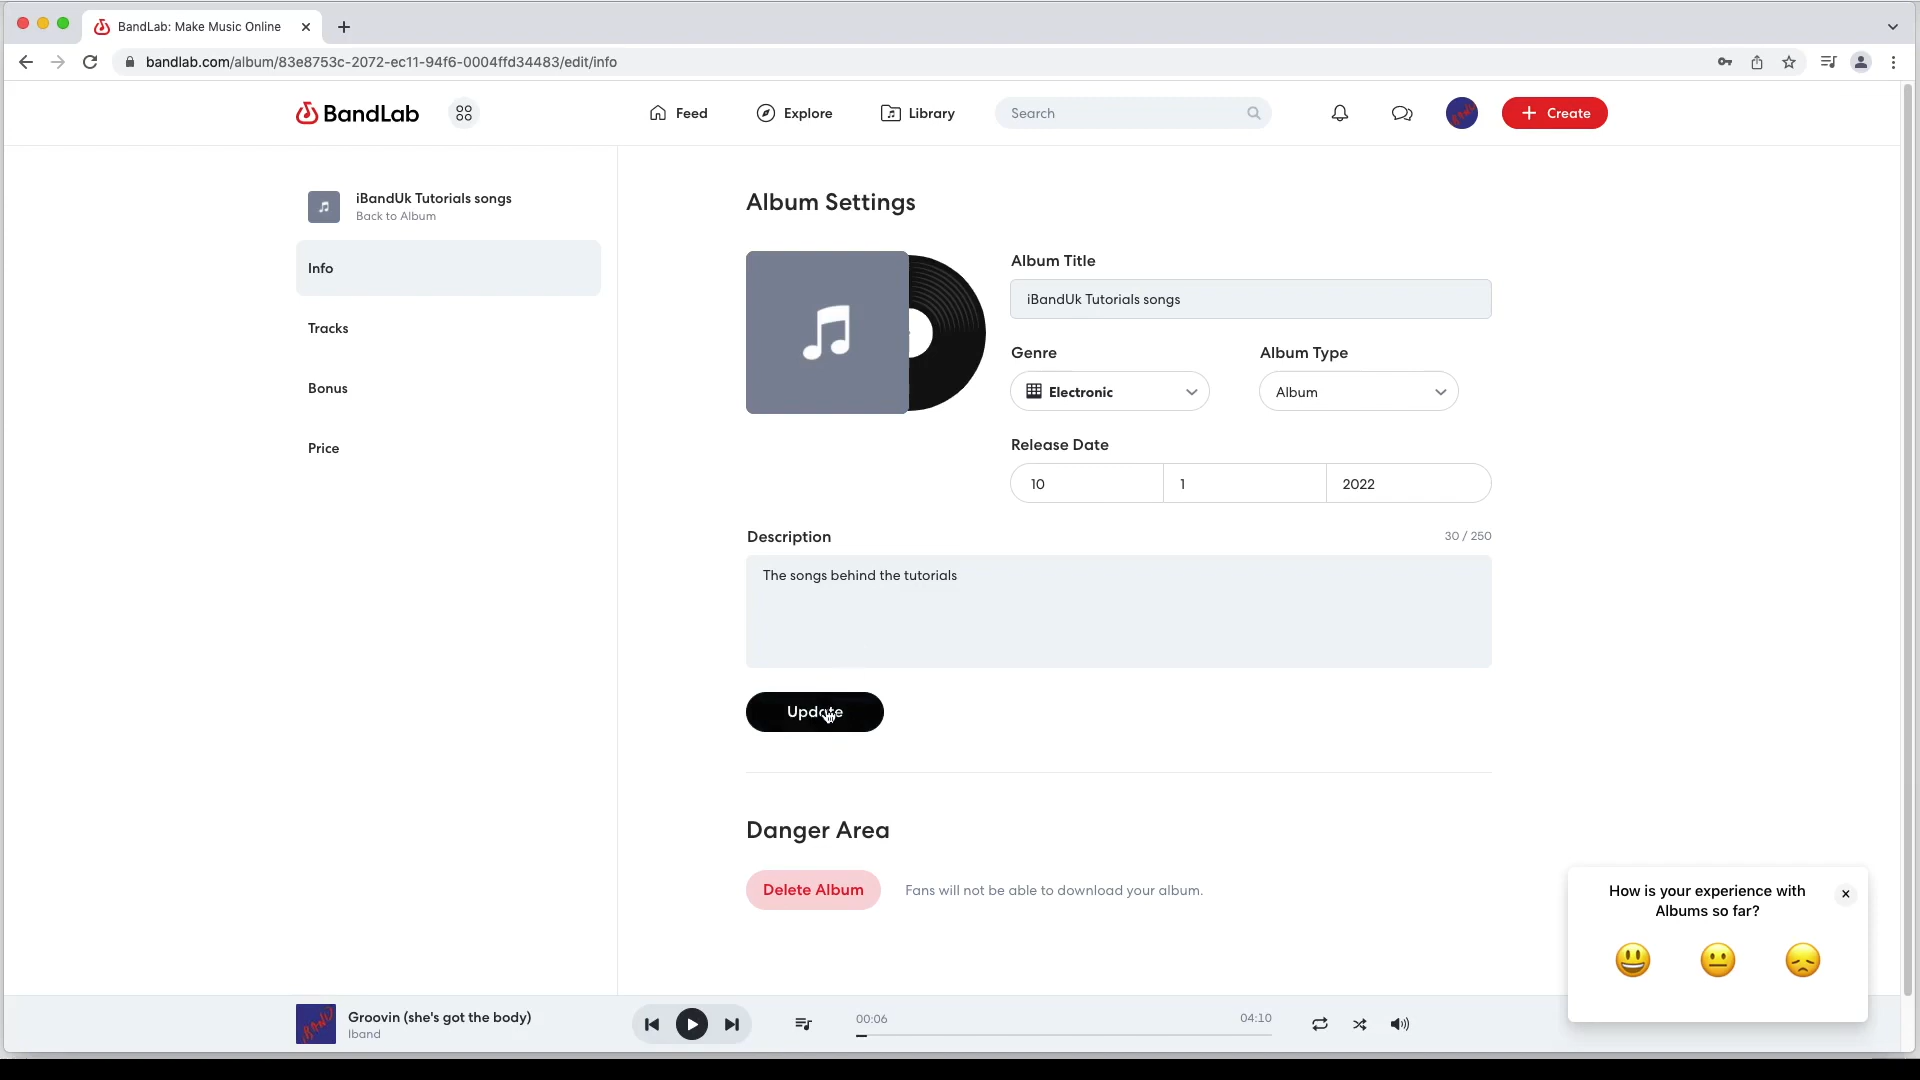 BandLab: Make Music Online
bandlab.com/album/83e8753c-2072-ec11-94f6-0004ffd34483/edit/info
BandLab
Feed
Explore
Library
Search
Create
iBandUk Tutorials songs
Back to Album
Info
Tracks
Bonus
Price
Album Settings
Album Title
iBandUk Tutorials songs
Genre
Album Type
Electronic
Album
Release Date
10
1
2022
Description
30 / 250
The songs behind the tutorials
Update
Danger Area
Delete Album
Fans will not be able to download your album.
How is your experience with
Albums so far?
Groovin (she's got the body)
Iband
00:06
04:10